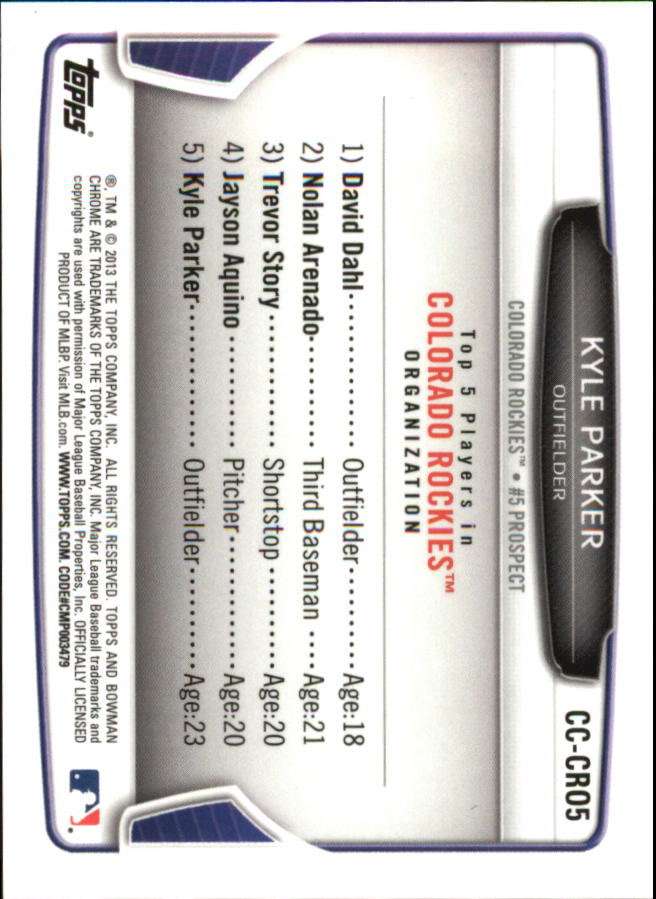 CC-CR05
KYLE PARKER
OUTFIELDER
COLORADO ROCKIES™ • #5 PROSPECT
Top 5 Players in
COLORADO ROCKIES™
ORGANIZATION
1) David Dahl.............. Outfielder.......... Age:18
2) Nolan Arenado.......... Third Baseman .... Age:21
3) Trevor Story............ Shortstop ......... Age:20
4) Jayson Aquino .......... Pitcher............ Age:20
5) Kyle Parker............. Outfielder.......... Age:23
TOPPS®
®, TM & © 2013 THE TOPPS COMPANY, INC. ALL RIGHTS RESERVED. TOPPS AND BOWMAN
CHROME ARE TRADEMARKS OF THE TOPPS COMPANY, INC. Major League Baseball trademarks and
copyrights are used with permission of Major League Baseball Properties, Inc. OFFICIALLY LICENSED
PRODUCT OF MLBP. Visit MLB.com. WWW.TOPPS.COM. CODE#CMP003479